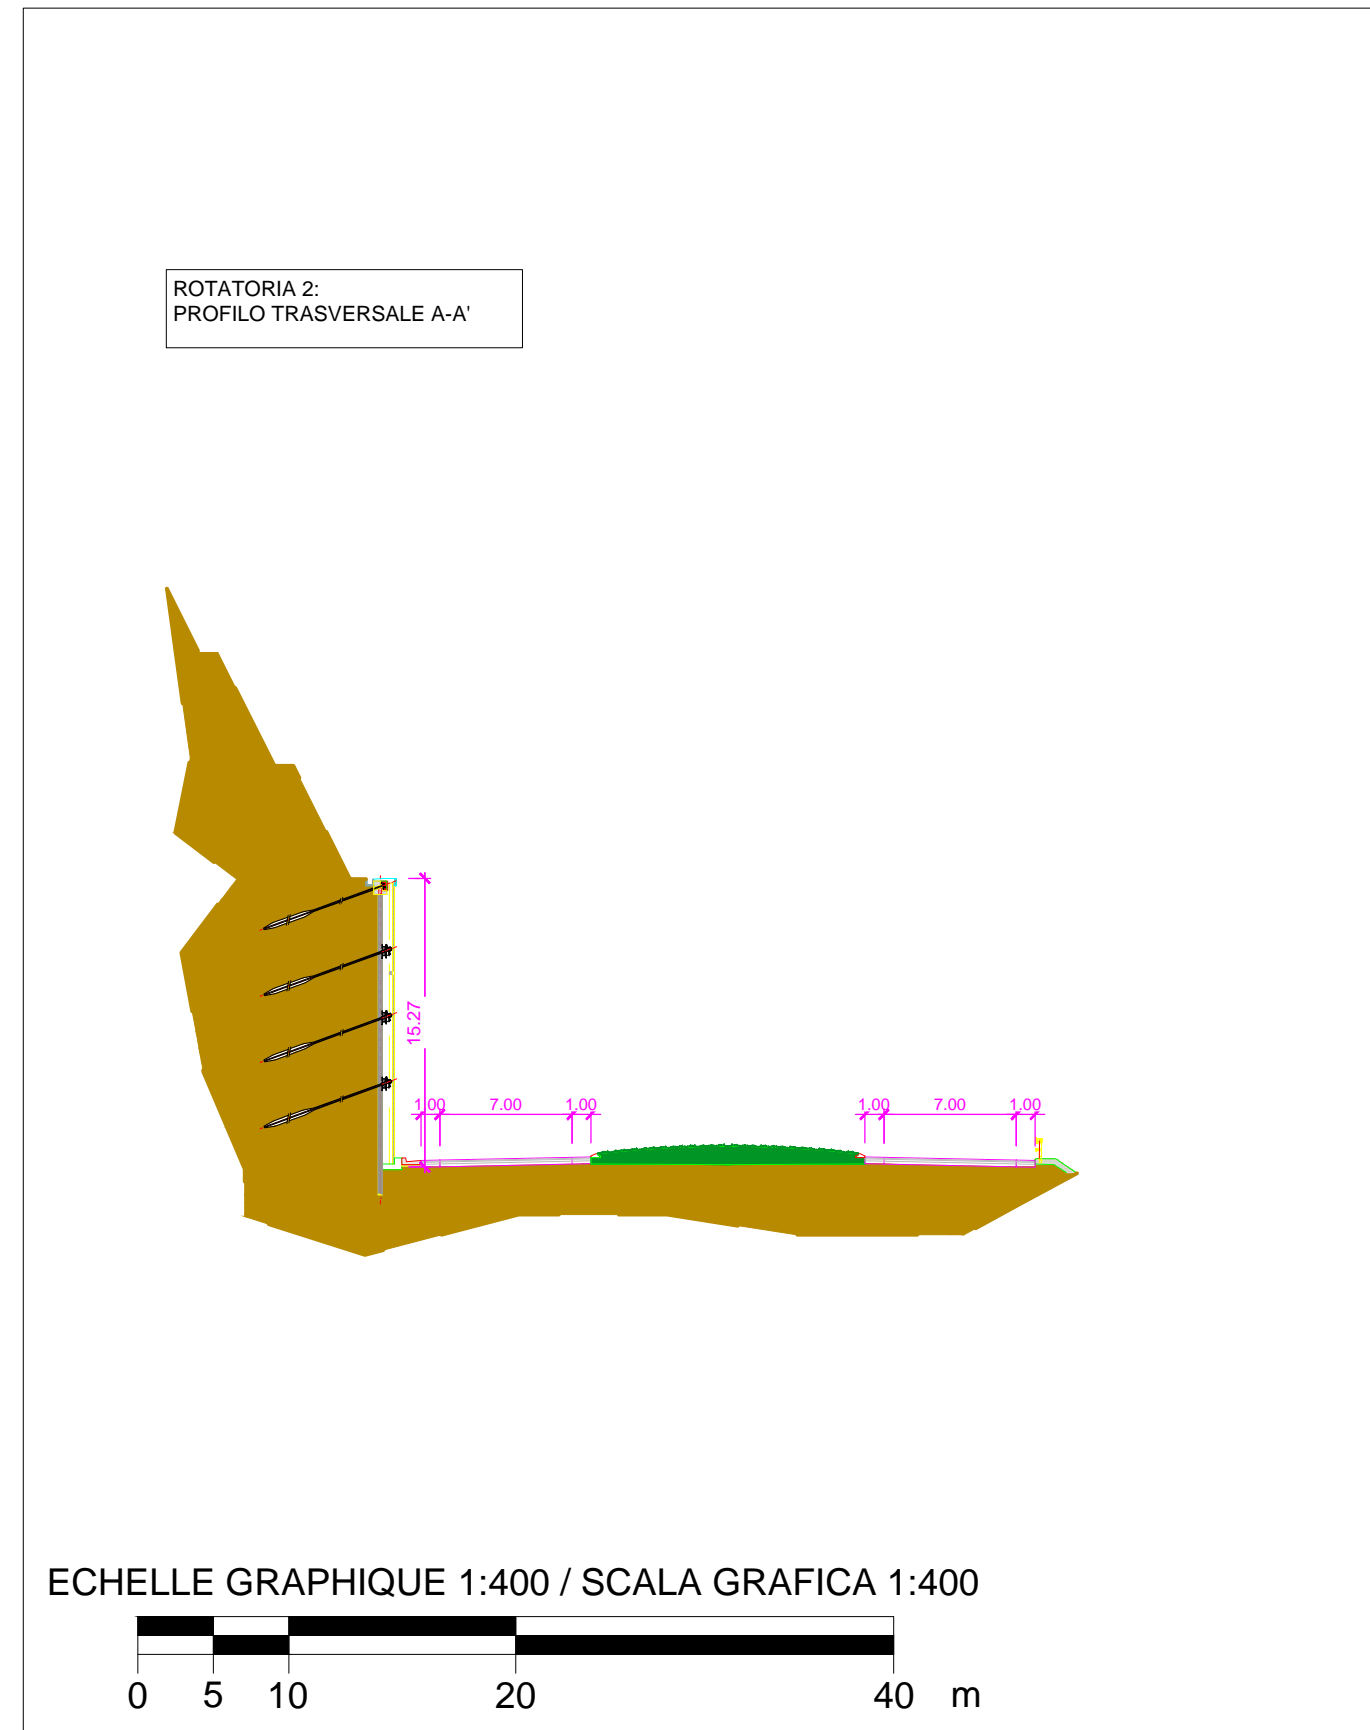 ROTATORIA 2:
PROFILO TRASVERSALE A-A'
15.27
1.00 7.00 1.00 1.00 7.00 1.00
ECHELLE GRAPHIQUE 1:400 / SCALA GRAFICA 1:400
0 5 10 20 40 m